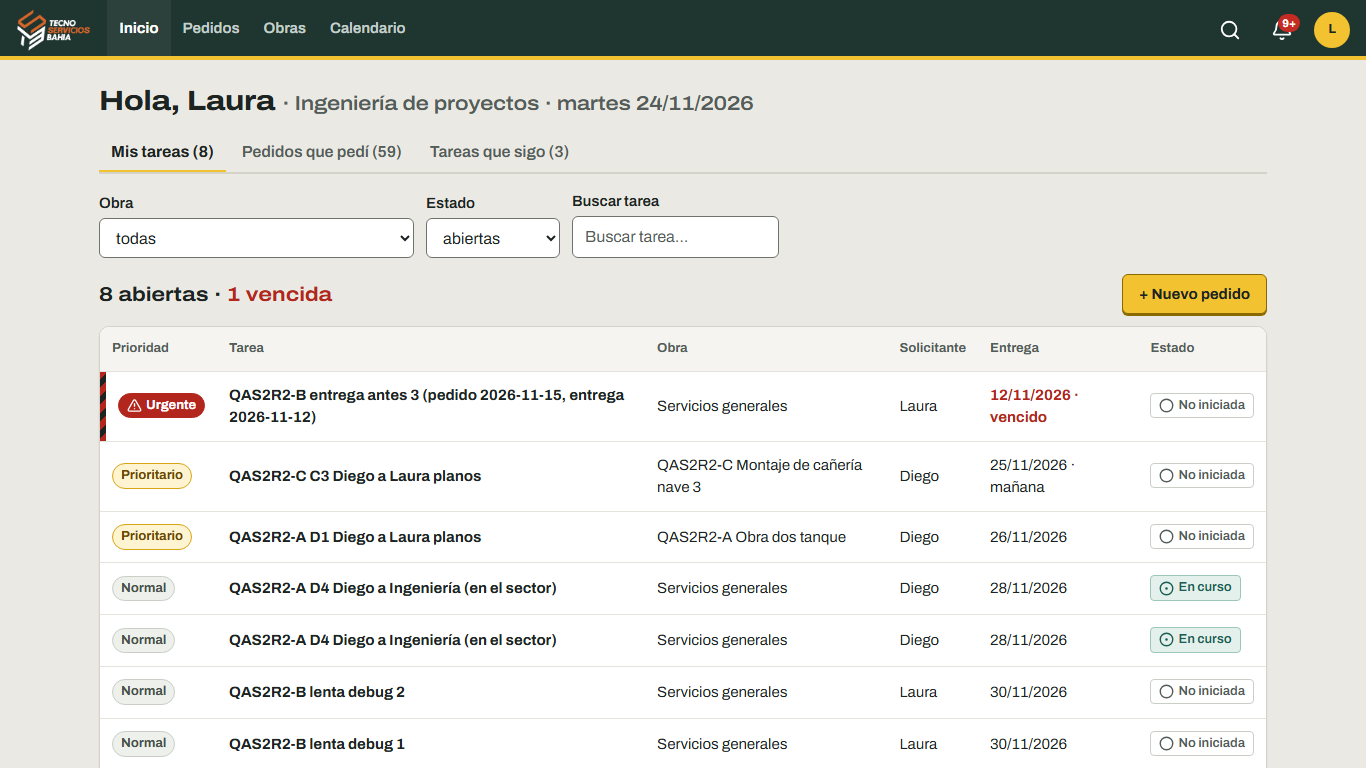 TECNO
SERVICIOS
BAHIA
Inicio
Pedidos
Obras
Calendario
9+
L
Hola, Laura · Ingeniería de proyectos · martes 24/11/2026
Mis tareas (8)
Pedidos que pedí (59)
Tareas que sigo (3)
Obra
Estado
Buscar tarea
todas
abiertas
Buscar tarea...
8 abiertas · 1 vencida
+ Nuevo pedido
Prioridad Tarea Obra Solicitante Entrega Estado
Urgente
QAS2R2-B entrega antes 3 (pedido 2026-11-15, entrega
2026-11-12)
Servicios generales
Laura
12/11/2026 ·
vencido
No iniciada
Prioritario
QAS2R2-C C3 Diego a Laura planos
QAS2R2-C Montaje de cañería
nave 3
Diego
25/11/2026 ·
mañana
No iniciada
Prioritario
QAS2R2-A D1 Diego a Laura planos
QAS2R2-A Obra dos tanque
Diego
26/11/2026
No iniciada
Normal
QAS2R2-A D4 Diego a Ingeniería (en el sector)
Servicios generales
Diego
28/11/2026
En curso
Normal
QAS2R2-A D4 Diego a Ingeniería (en el sector)
Servicios generales
Diego
28/11/2026
En curso
Normal
QAS2R2-B lenta debug 2
Servicios generales
Laura
30/11/2026
No iniciada
Normal
QAS2R2-B lenta debug 1
Servicios generales
Laura
30/11/2026
No iniciada